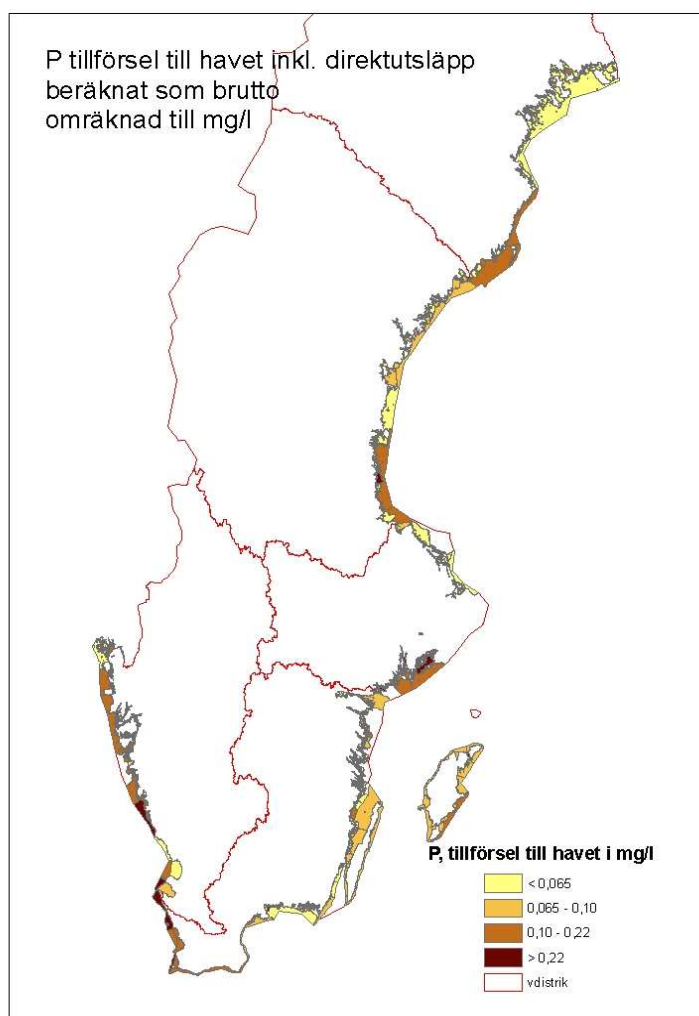 P tillförsel till havet inkl. direktutsläpp
beräknat som brutto
omräknad till mg/l
P, tillförsel till havet i mg/l
< 0,065
0,065 - 0,10
0,10 - 0,22
> 0,22
vdistrik